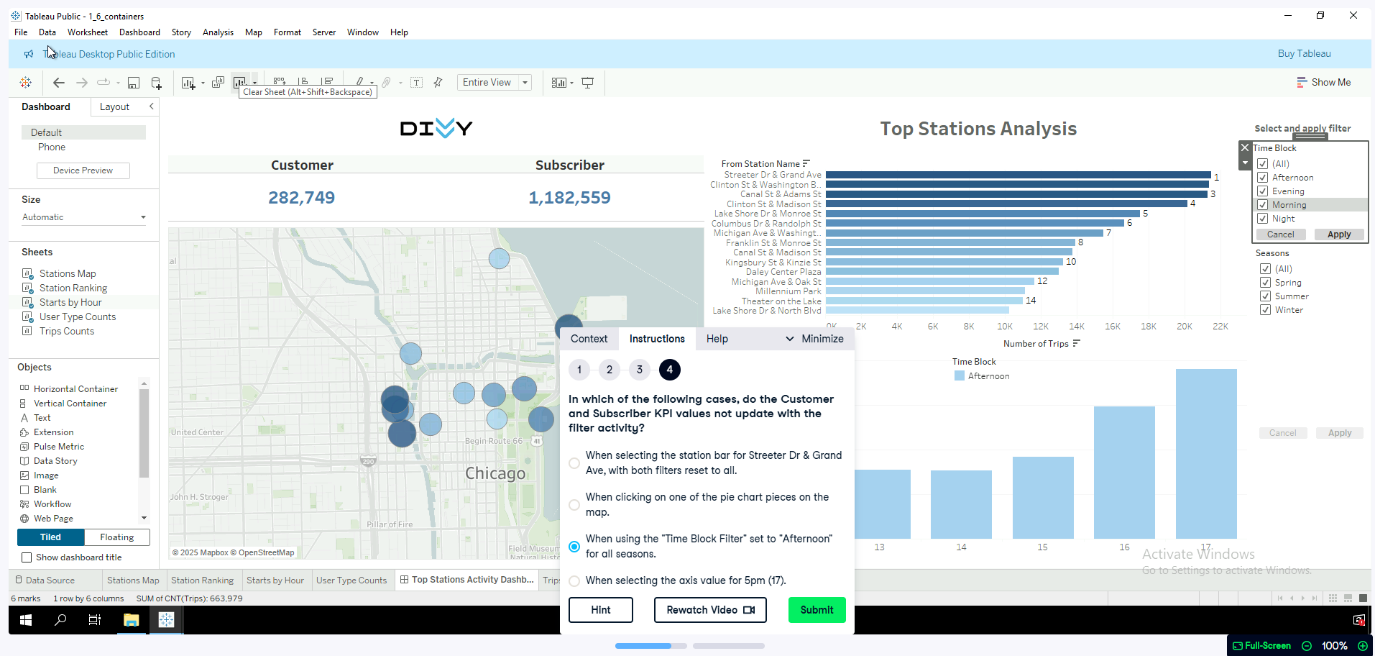 Tableau Public - 1_6_containers
File Data Worksheet Dashboard Story Analysis Map Format Server Window Help
Tableau Desktop Public Edition
Buy Tableau
Entire View
Show Me
Clear Sheet (Alt+Shift+Backspace)
Dashboard Layout
Default
Phone
Device Preview
Size
Automatic
Sheets
Stations Map
Station Ranking
Starts by Hour
User Type Counts
Trips Counts
Objects
Horizontal Container
Vertical Container
Text
Extension
Pulse Metric
Data Story
Image
Blank
Workflow
Web Page
Tiled Floating
Show dashboard title
DIVVY
Customer Subscriber
282,749 1,182,559
al
United Center
Begin Route 66
41
290
Chicago
John H. Stroger
Pillar of Fire
Field Museum
Natural Histo
© 2025 Mapbox © OpenStreetMap
Top Stations Analysis
From Station Name
Streeter Dr & Grand Ave 1
Clinton St & Washington B..
Canal St & Adams St 3
Clinton St & Madison St 4
Lake Shore Dr & Monroe St 5
Columbus Dr & Randolph St 6
Michigan Ave & Washingt.. 7
Franklin St & Monroe St 8
Canal St & Madison St
Kingsbury St & Kinzie St 10
Daley Center Plaza
Michigan Ave & Oak St 12
Millennium Park
Theater on the Lake 14
Lake Shore Dr & North Blvd
0K 2K 4K 6K 8K 10K 12K 14K 16K 18K 20K 22K
Number of Trips
Time Block
Afternoon
13 14 15 16 17
Select and apply filter
Time Block
(All)
Afternoon
Evening
Morning
Night
Cancel Apply
Seasons
(All)
Spring
Summer
Winter
Cancel Apply
Context Instructions Help Minimize
1 2 3 4
In which of the following cases, do the Customer
and Subscriber KPI values not update with the
filter activity?
When selecting the station bar for Streeter Dr & Grand
Ave, with both filters reset to all.
When clicking on one of the pie chart pieces on the
map.
When using the "Time Block Filter" set to "Afternoon"
for all seasons.
When selecting the axis value for 5pm (17).
Hint Rewatch Video Submit
Activate Windows
Go to Settings to activate Windows.
Data Source Stations Map Station Ranking Starts by Hour User Type Counts Top Stations Activity Dashb... Trips
6 marks 1 row by 6 columns SUM of CNT(Trips): 663,979
Full-Screen 100%